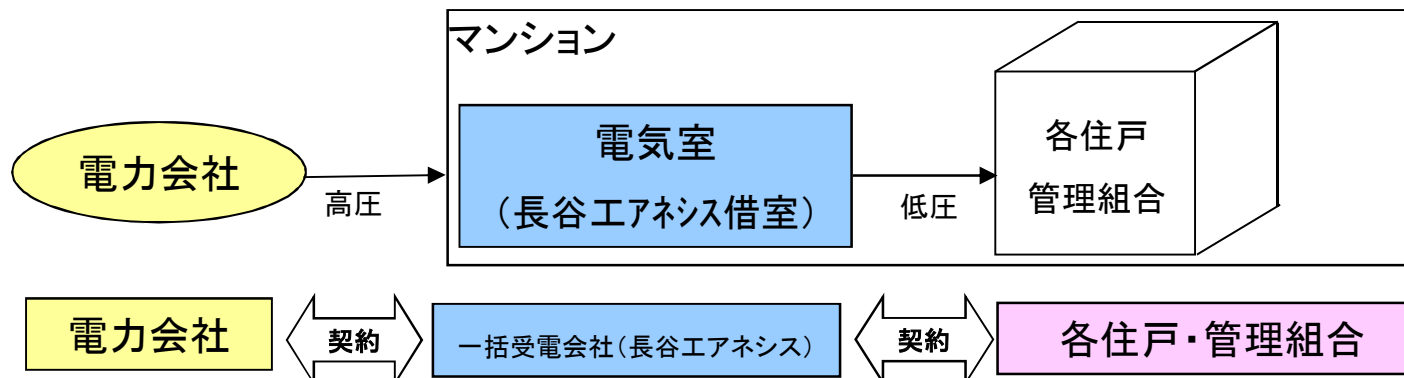 マンション
電力会社
高圧
電気室
(長谷工アネシス借室)
低圧
各住戸
管理組合
電力会社
契約
一括受電会社(長谷工アネシス)
契約
各住戸・管理組合